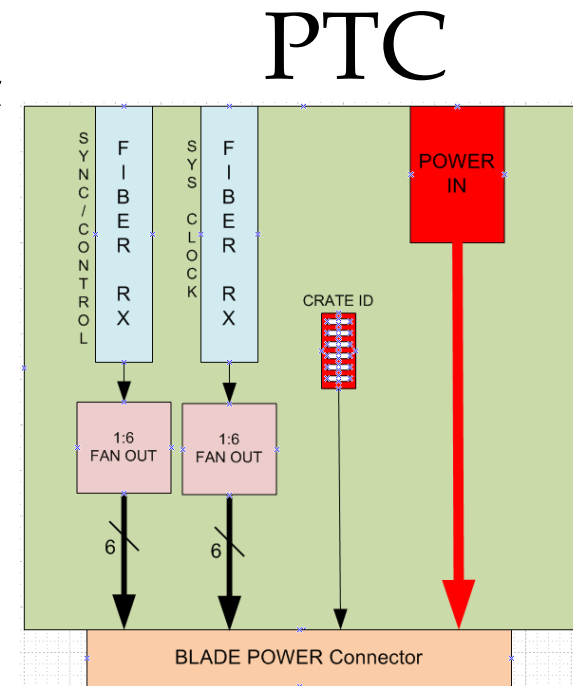 PTC
SYNC/CONTROL
FIBER RX
SYS CLOCK
FIBER RX
POWER
IN
CRATE ID
1:6
FAN OUT
1:6
FAN OUT
6
6
BLADE POWER Connector